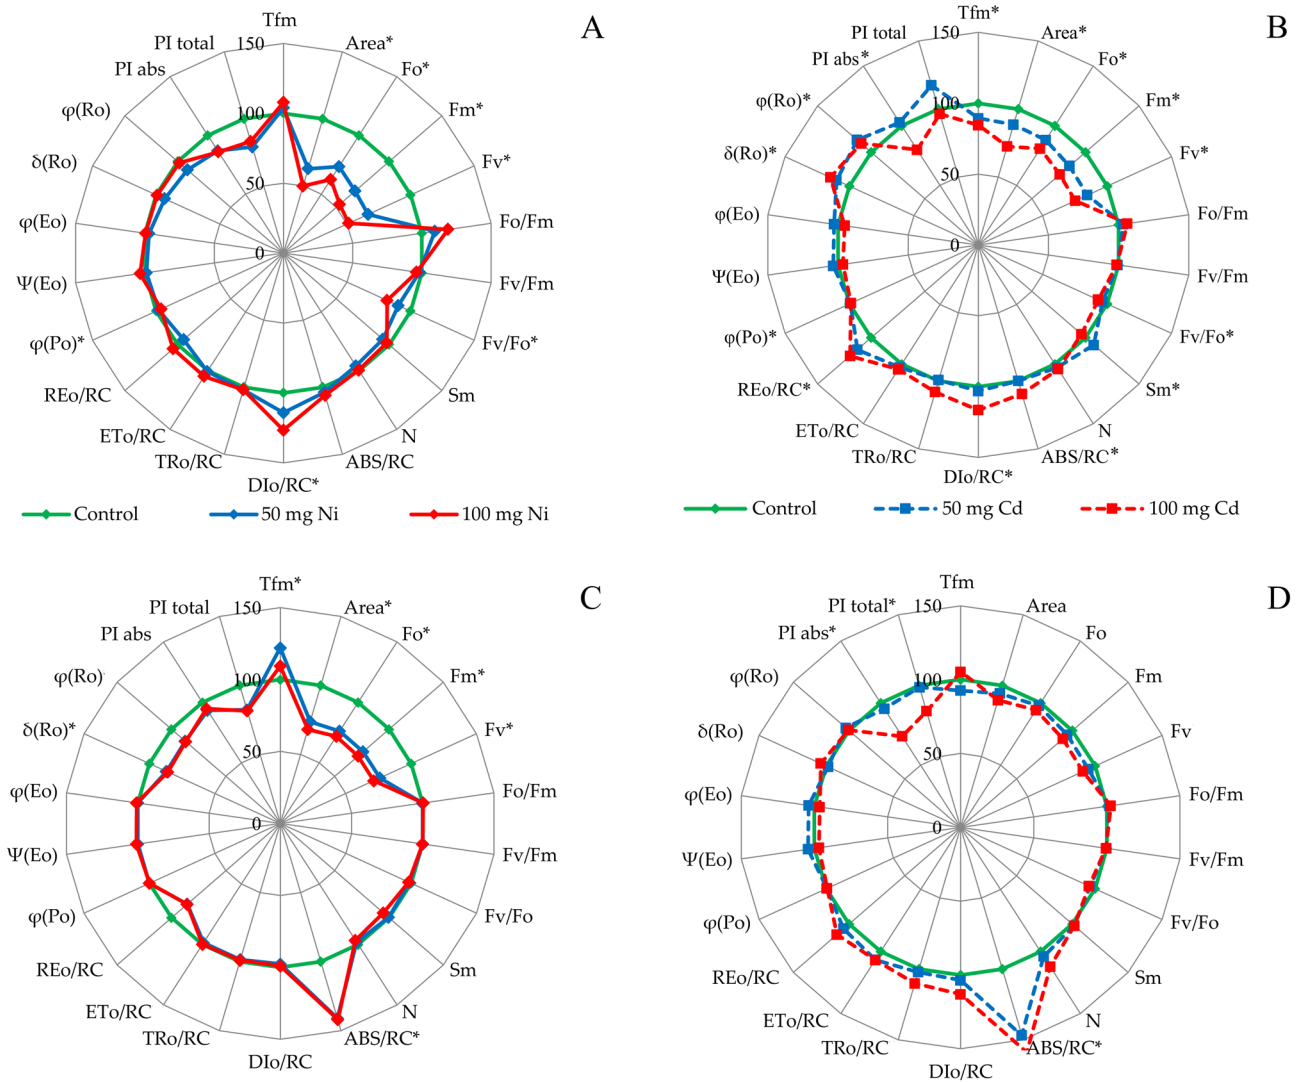 A
Tfm
PI total
150
Area*
PI abs
Fo*
φ(Ro)
100
Fm*
δ(Ro)
Fv*
50
φ(Eo)
Fo/Fm
0
Ψ(Eo)
Fv/Fm
φ(Po)*
Fv/Fo*
REo/RC
Sm
ETo/RC
N
TRo/RC
ABS/RC
DIo/RC*
Control
50 mg Ni
100 mg Ni
B
Tfm*
PI total
150
Area*
PI abs*
Fo*
φ(Ro)*
100
Fm*
δ(Ro)*
Fv*
50
φ(Eo)
Fo/Fm
0
Ψ(Eo)
Fv/Fm
φ(Po)*
Fv/Fo*
REo/RC*
Sm*
ETo/RC
N
TRo/RC
ABS/RC*
DIo/RC*
Control
50 mg Cd
100 mg Cd
C
Tfm*
PI total
150
Area*
PI abs
Fo*
φ(Ro)
100
Fm*
δ(Ro)*
Fv*
50
φ(Eo)
Fo/Fm
0
Ψ(Eo)
Fv/Fm
φ(Po)
Fv/Fo
REo/RC
Sm
ETo/RC
N
TRo/RC
ABS/RC*
DIo/RC
D
Tfm
PI total*
150
Area
PI abs*
Fo
φ(Ro)
100
Fm
δ(Ro)
Fv
50
φ(Eo)
Fo/Fm
0
Ψ(Eo)
Fv/Fm
φ(Po)
Fv/Fo
REo/RC
Sm
ETo/RC
N
TRo/RC
ABS/RC*
DIo/RC